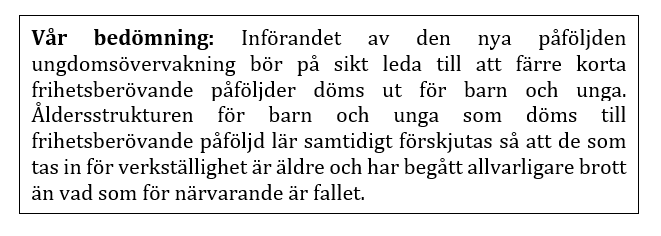 Vår bedömning: Införandet av den nya påföljden
ungdomsövervakning bör på sikt leda till att färre korta
frihetsberövande påföljder döms ut för barn och unga.
Åldersstrukturen för barn och unga som döms till
frihetsberövande påföljd lär samtidigt förskjutas så att de som
tas in för verkställighet är äldre och har begått allvarligare brott
än vad som för närvarande är fallet.